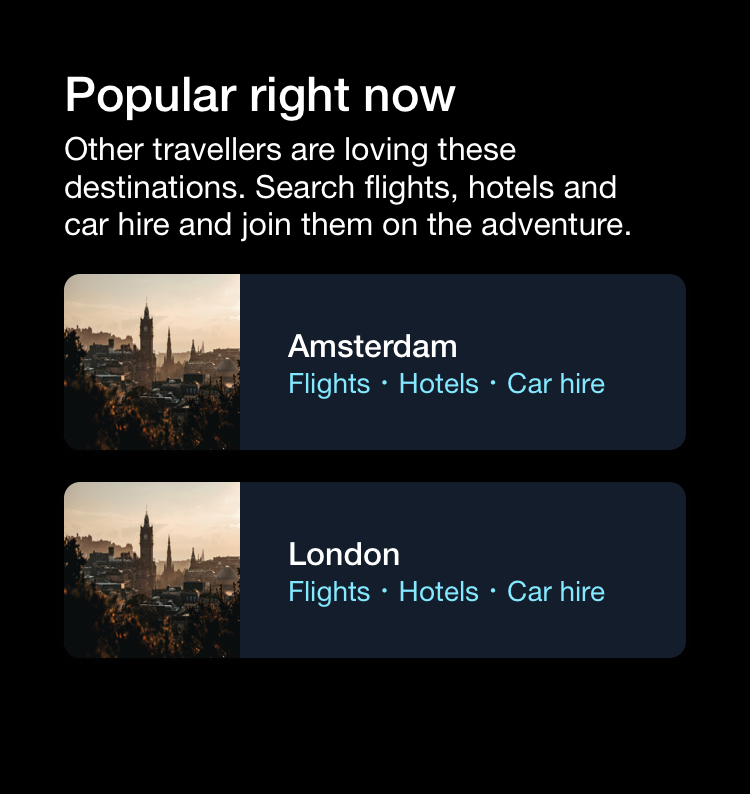 Popular right now
Other travellers are loving these
destinations. Search flights, hotels and
car hire and join them on the adventure.
Amsterdam
Flights · Hotels · Car hire
London
Flights · Hotels · Car hire